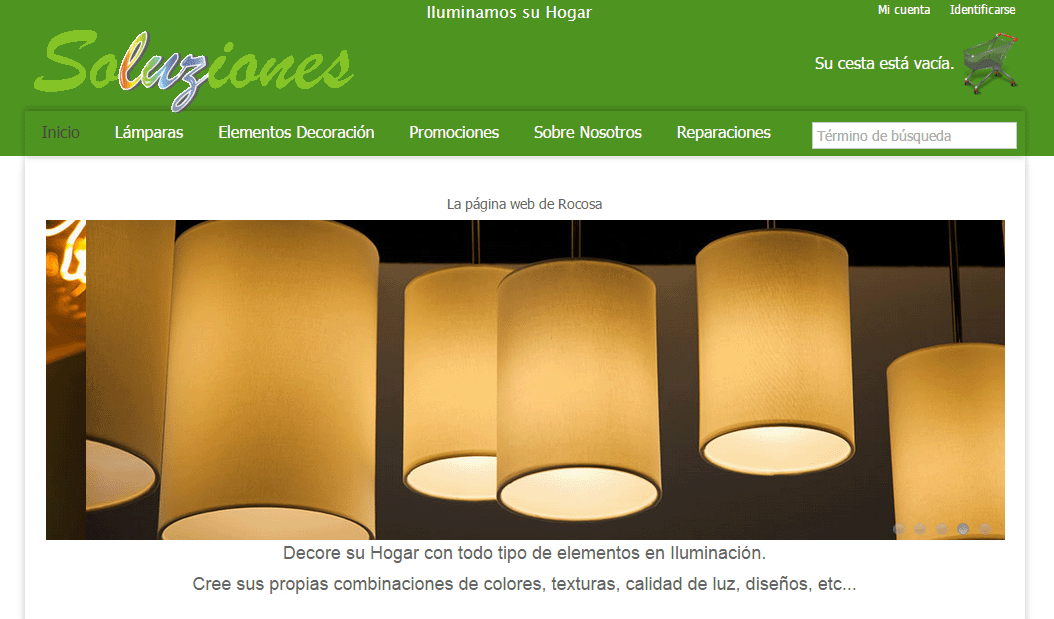 Iluminamos su Hogar
Mi cuenta Identificarse
Soluziones
Su cesta está vacía.
Inicio Lámparas Elementos Decoración Promociones Sobre Nosotros Reparaciones Término de búsqueda
La página web de Rocosa
Decore su Hogar con todo tipo de elementos en Iluminación.
Cree sus propias combinaciones de colores, texturas, calidad de luz, diseños, etc...